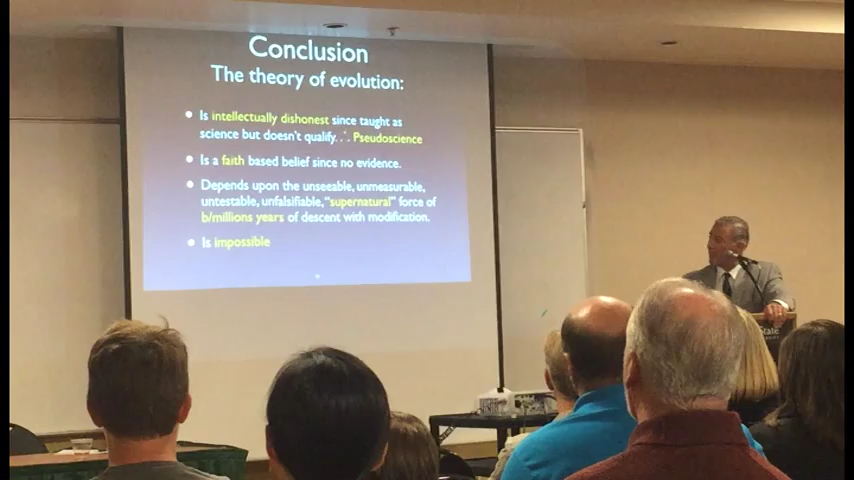 Conclusion
The theory of evolution:
• Is intellectually dishonest since taught as
science but doesn't qualify. ∴ Pseudoscience
• Is a faith based belief since no evidence.
• Depends upon the unseeable, unmeasurable,
untestable, unfalsifiable, "supernatural" force of
b/millions years of descent with modification.
• Is impossible
State